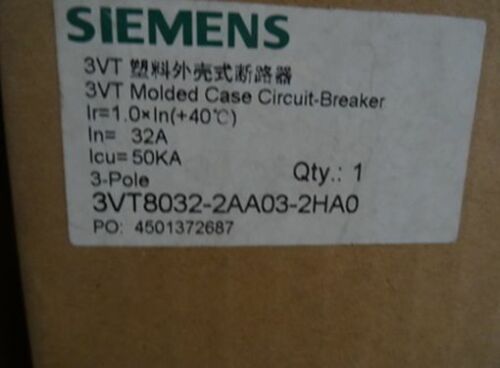 SIEMENS
3VT 塑料外壳式断路器
3VT Molded Case Circuit-Breaker
Ir=1.0×In(+40℃)
In= 32A
Icu= 50KA
3-Pole Qty.: 1
3VT8032-2AA03-2HA0
PO: 4501372687